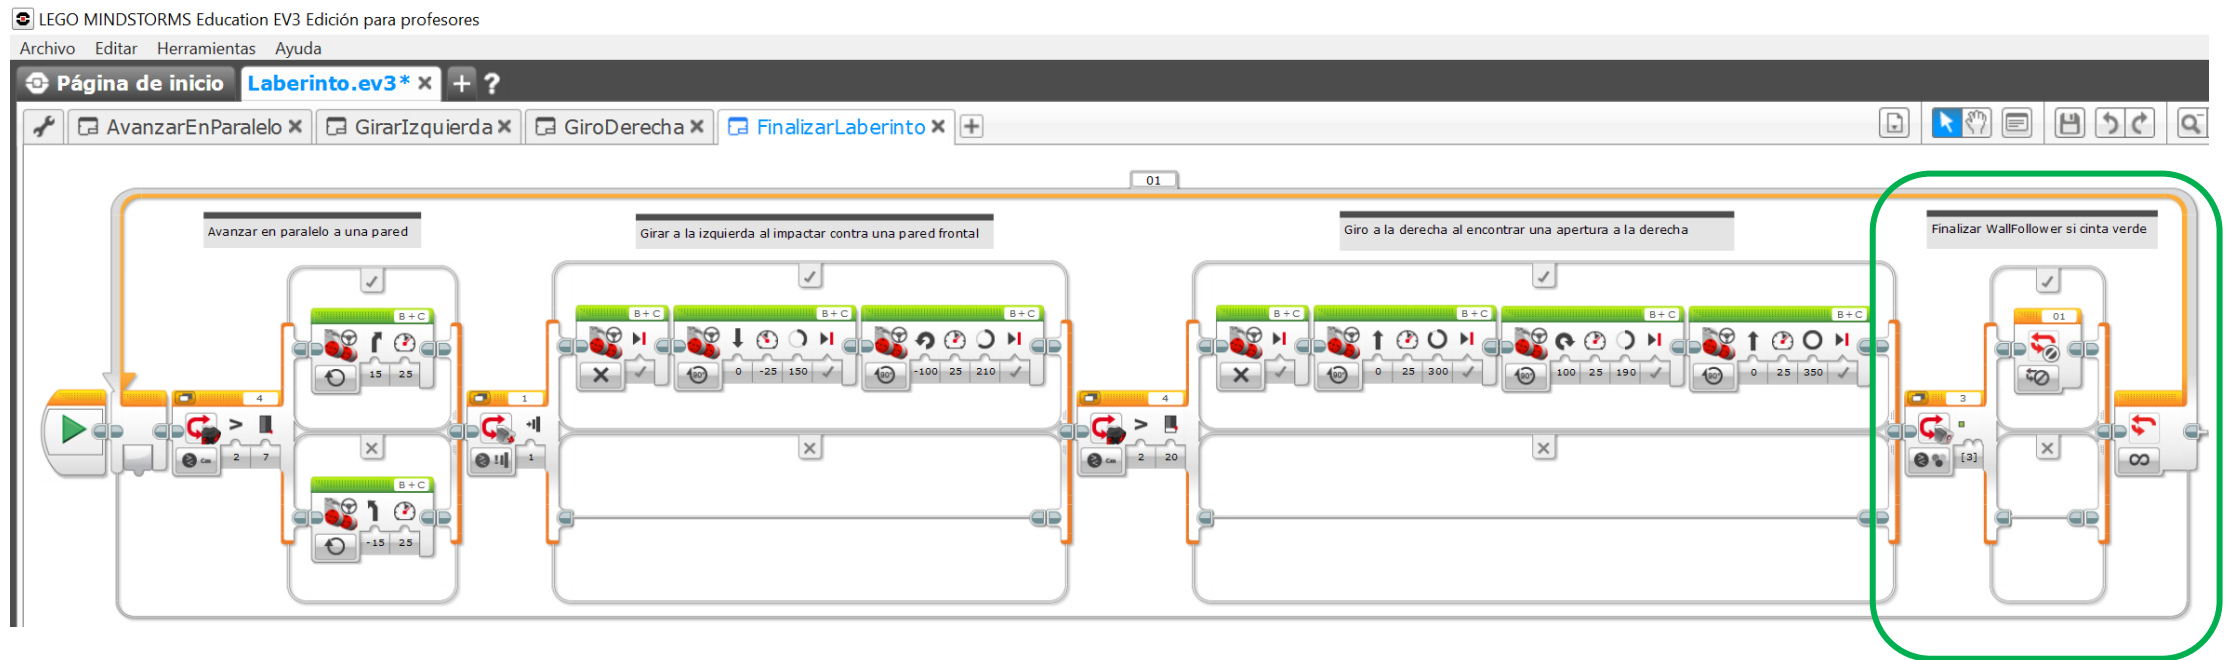 LEGO MINDSTORMS Education EV3 Edición para profesores
Archivo Editar Herramientas Ayuda
Página de inicio Laberinto.ev3* + ?
AvanzarEnParalelo GirarIzquierda GiroDerecha FinalizarLaberinto +
01
Avanzar en paralelo a una pared
Girar a la izquierda al impactar contra una pared frontal
Giro a la derecha al encontrar una apertura a la derecha
Finalizar WallFollower si cinta verde
B+C B+C B+C B+C B+C B+C B+C B+C 01
15 25
0 -25 150
-100 25 210
0 25 300
100 25 190
0 25 350
4 1 4 3
> >
Cm 2 7 1 Cm 2 20 [3] ∞
B+C
-15 25